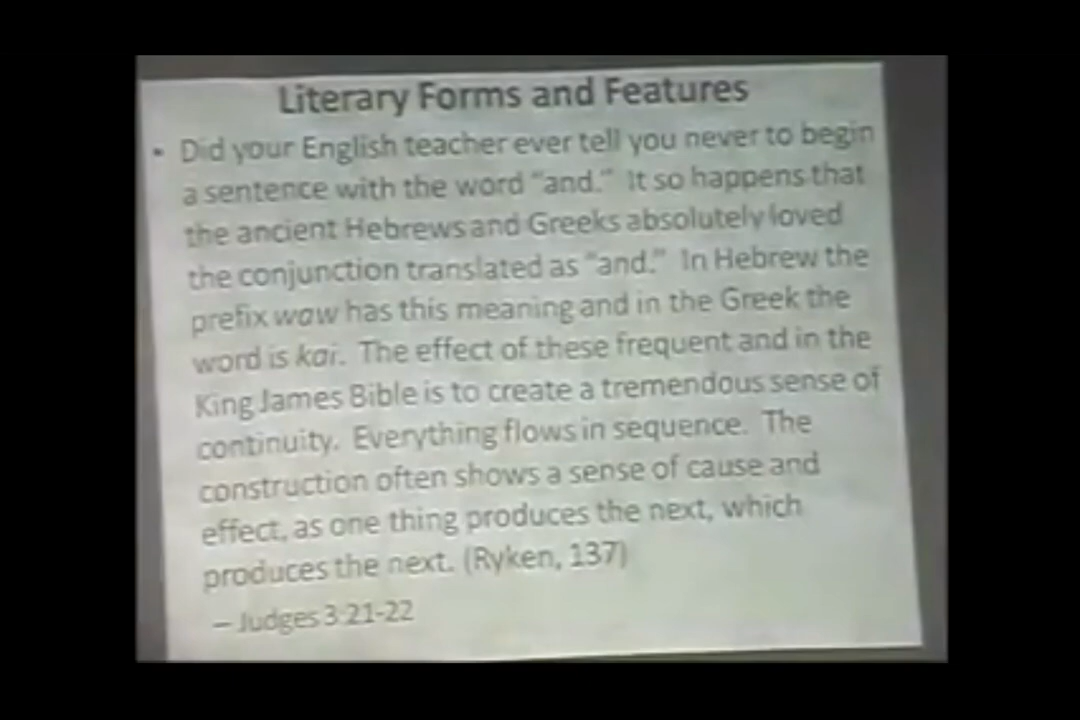 Literary Forms and Features
• Did your English teacher ever tell you never to begin
a sentence with the word “and.” It so happens that
the ancient Hebrews and Greeks absolutely loved
the conjunction translated as “and.” In Hebrew the
prefix waw has this meaning and in the Greek the
word is kai. The effect of these frequent and in the
King James Bible is to create a tremendous sense of
continuity. Everything flows in sequence. The
construction often shows a sense of cause and
effect, as one thing produces the next, which
produces the next. (Ryken, 137)
– Judges 3:21-22